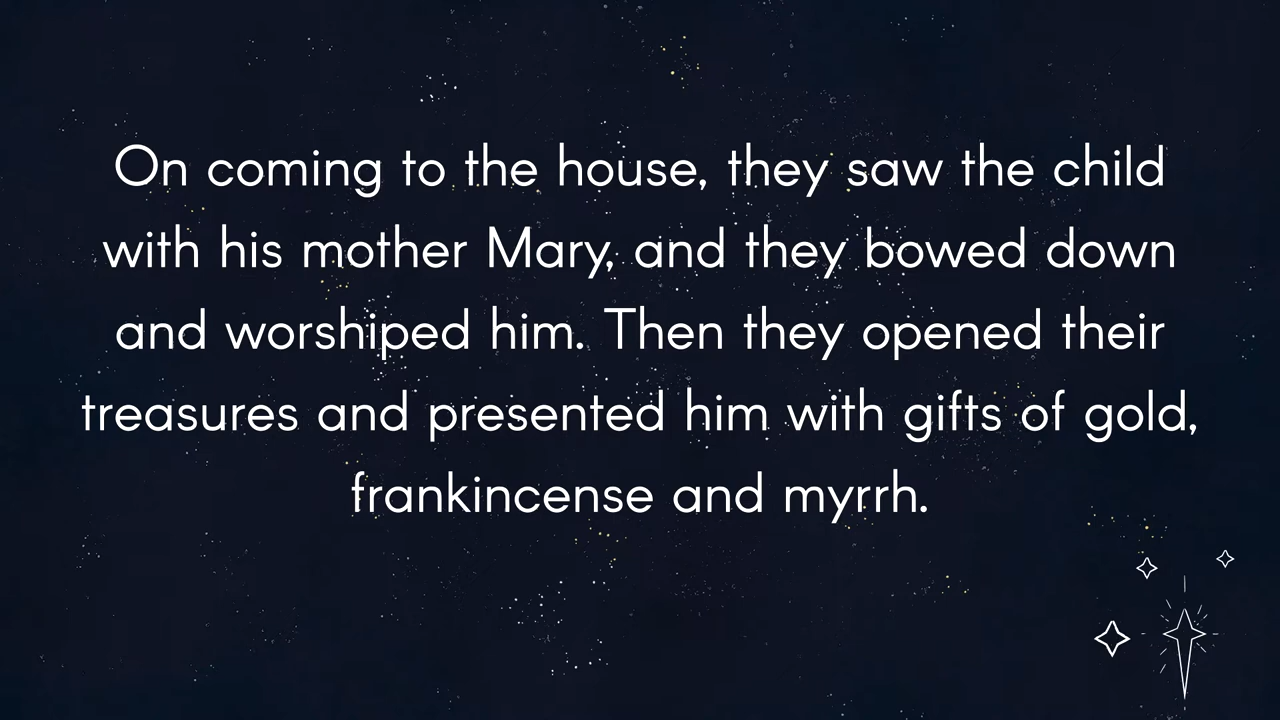 On coming to the house, they saw the child
with his mother Mary, and they bowed down
and worshiped him. Then they opened their
treasures and presented him with gifts of gold,
frankincense and myrrh.